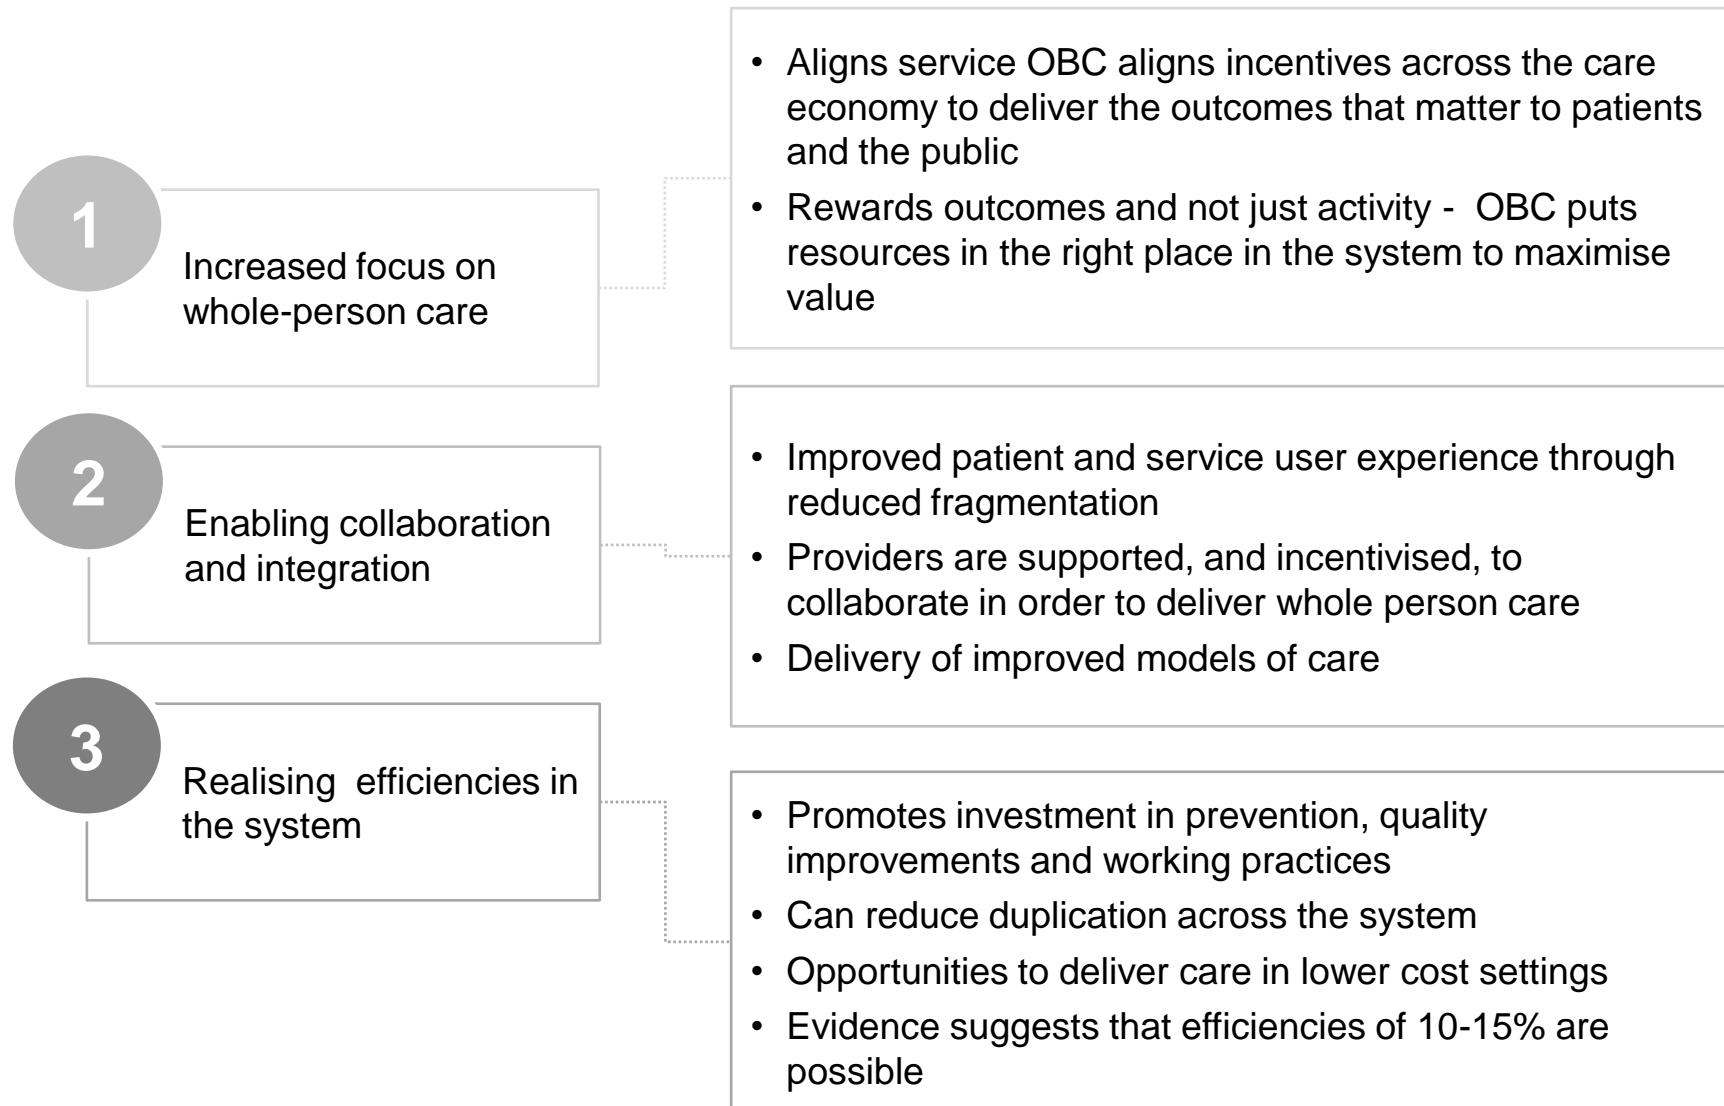 1
Increased focus on
whole-person care
• Aligns service OBC aligns incentives across the care
economy to deliver the outcomes that matter to patients
and the public
• Rewards outcomes and not just activity -  OBC puts
resources in the right place in the system to maximise
value
2
Enabling collaboration
and integration
• Improved patient and service user experience through
reduced fragmentation
• Providers are supported, and incentivised, to
collaborate in order to deliver whole person care
• Delivery of improved models of care
3
Realising  efficiencies in
the system
• Promotes investment in prevention, quality
improvements and working practices
• Can reduce duplication across the system
• Opportunities to deliver care in lower cost settings
• Evidence suggests that efficiencies of 10-15% are
possible